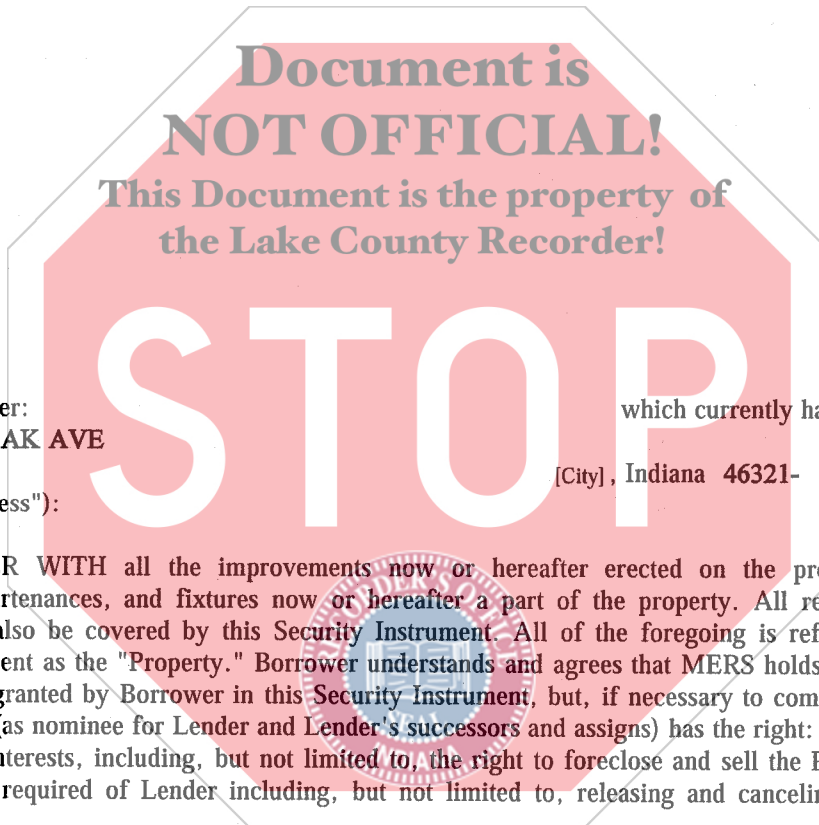 Document is
NOT OFFICIAL!
This Document is the property of
the Lake County Recorder!
STOP
er: which currently ha
AK AVE
[City] , Indiana 46321-
ess"):
R WITH all the improvements now or hereafter erected on the pro
rtenances, and fixtures now or hereafter a part of the property. All re
lso be covered by this Security Instrument. All of the foregoing is ref
ent as the "Property." Borrower understands and agrees that MERS holds
granted by Borrower in this Security Instrument, but, if necessary to com
(as nominee for Lender and Lender's successors and assigns) has the right:
nterests, including, but not limited to, the right to foreclose and sell the P
required of Lender including, but not limited to, releasing and cancelin
RECORDER'S OFFICE
SEAL
INDIANA